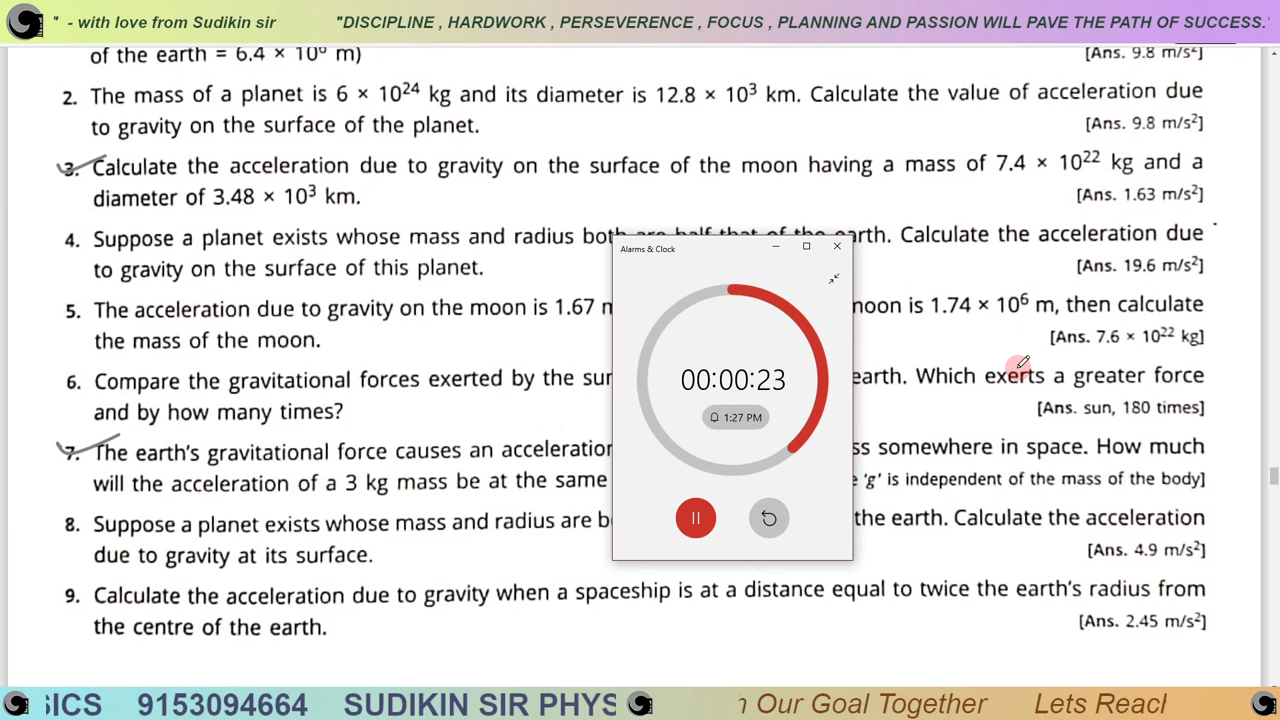 " - with love from Sudikin sir "DISCIPLINE , HARDWORK , PERSEVERENCE , FOCUS , PLANNING AND PASSION WILL PAVE THE PATH OF SUCCESS."
of the earth = 6.4 × 10⁶ m) [Ans. 9.8 m/s²]
2. The mass of a planet is 6 × 10²⁴ kg and its diameter is 12.8 × 10³ km. Calculate the value of acceleration due
to gravity on the surface of the planet. [Ans. 9.8 m/s²]
3. Calculate the acceleration due to gravity on the surface of the moon having a mass of 7.4 × 10²² kg and a
diameter of 3.48 × 10³ km. [Ans. 1.63 m/s²]
4. Suppose a planet exists whose mass and radius both are half that of the earth. Calculate the acceleration due
to gravity on the surface of this planet. [Ans. 19.6 m/s²]
5. The acceleration due to gravity on the moon is 1.67 m moon is 1.74 × 10⁶ m, then calculate
the mass of the moon. [Ans. 7.6 × 10²² kg]
6. Compare the gravitational forces exerted by the sun earth. Which exerts a greater force
and by how many times? [Ans. sun, 180 times]
7. The earth's gravitational force causes an acceleration ss somewhere in space. How much
will the acceleration of a 3 kg mass be at the same 'g' is independent of the mass of the body]
8. Suppose a planet exists whose mass and radius are the earth. Calculate the acceleration
due to gravity at its surface. [Ans. 4.9 m/s²]
9. Calculate the acceleration due to gravity when a spaceship is at a distance equal to twice the earth's radius from
the centre of the earth. [Ans. 2.45 m/s²]
Alarms & Clock
00:00:23
1:27 PM
SICS 9153094664 SUDIKIN SIR PHYS Our Goal Together Lets Reach